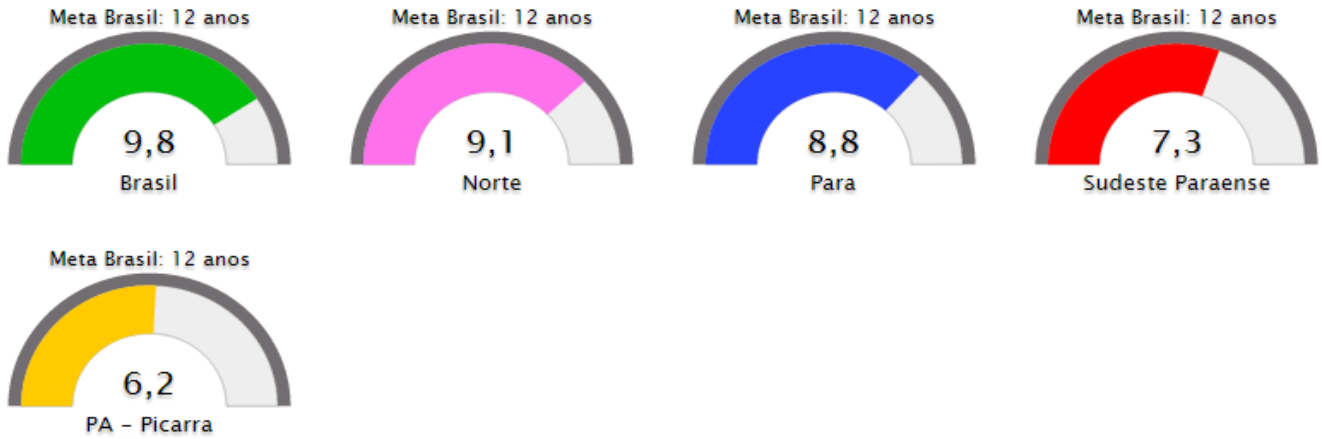 Meta Brasil: 12 anos
9,8
Brasil
Meta Brasil: 12 anos
9,1
Norte
Meta Brasil: 12 anos
8,8
Para
Meta Brasil: 12 anos
7,3
Sudeste Paraense
Meta Brasil: 12 anos
6,2
PA - Picarra